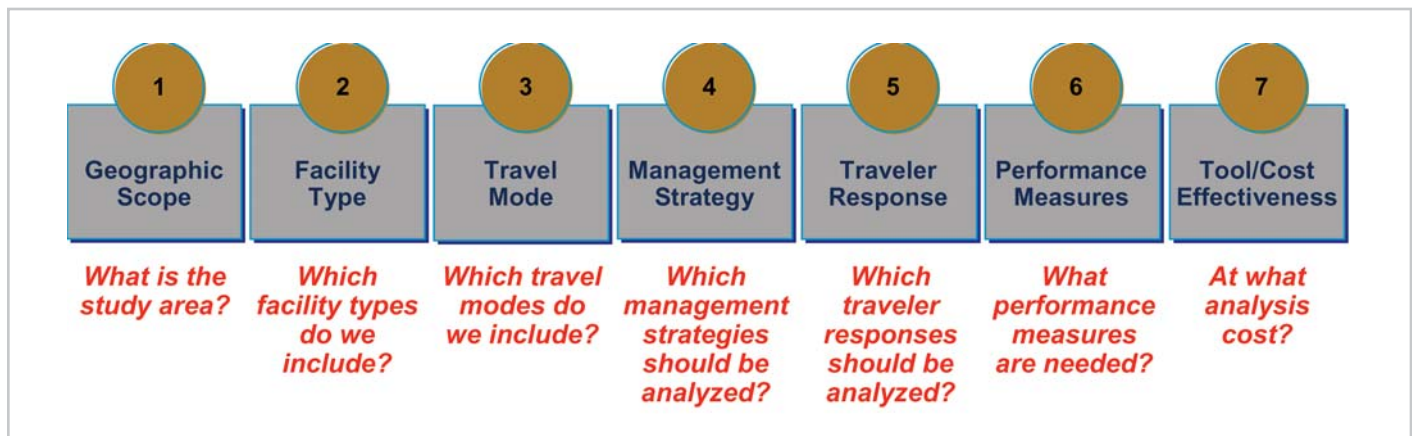 1
Geographic
Scope
What is the
study area?
2
Facility
Type
Which
facility types
do we
include?
3
Travel
Mode
Which travel
modes do
we include?
4
Management
Strategy
Which
management
strategies
should be
analyzed?
5
Traveler
Response
Which
traveler
responses
should be
analyzed?
6
Performance
Measures
What
performance
measures
are needed?
7
Tool/Cost
Effectiveness
At what
analysis
cost?